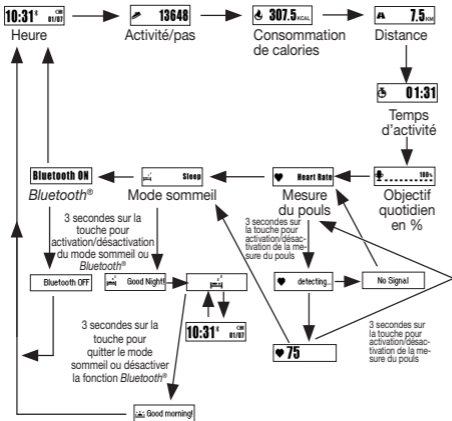 10:31 01/07
13648
307.5 KCAL
7.5 KM
Heure
Activité/pas
Consommation
de calories
Distance
01:31
Temps
d'activité
Bluetooth ON
Sleep
Heart Rate
100%
Bluetooth®
Mode sommeil
Mesure
du pouls
Objectif
quotidien
en %
3 secondes sur la
touche pour
activation/désactivation
du mode sommeil ou
Bluetooth®
3 secondes sur
la touche pour
activation/désac-
tivation de la me-
sure du pouls
Bluetooth OFF
Good Night!
detecting...
No Signal
10:31 01/07
3 secondes sur la
touche pour
quitter le mode
sommeil ou désactiver
la fonction Bluetooth®
75
3 secondes sur
la touche pour
activation/désac-
tivation de la me-
sure du pouls
Good morning!